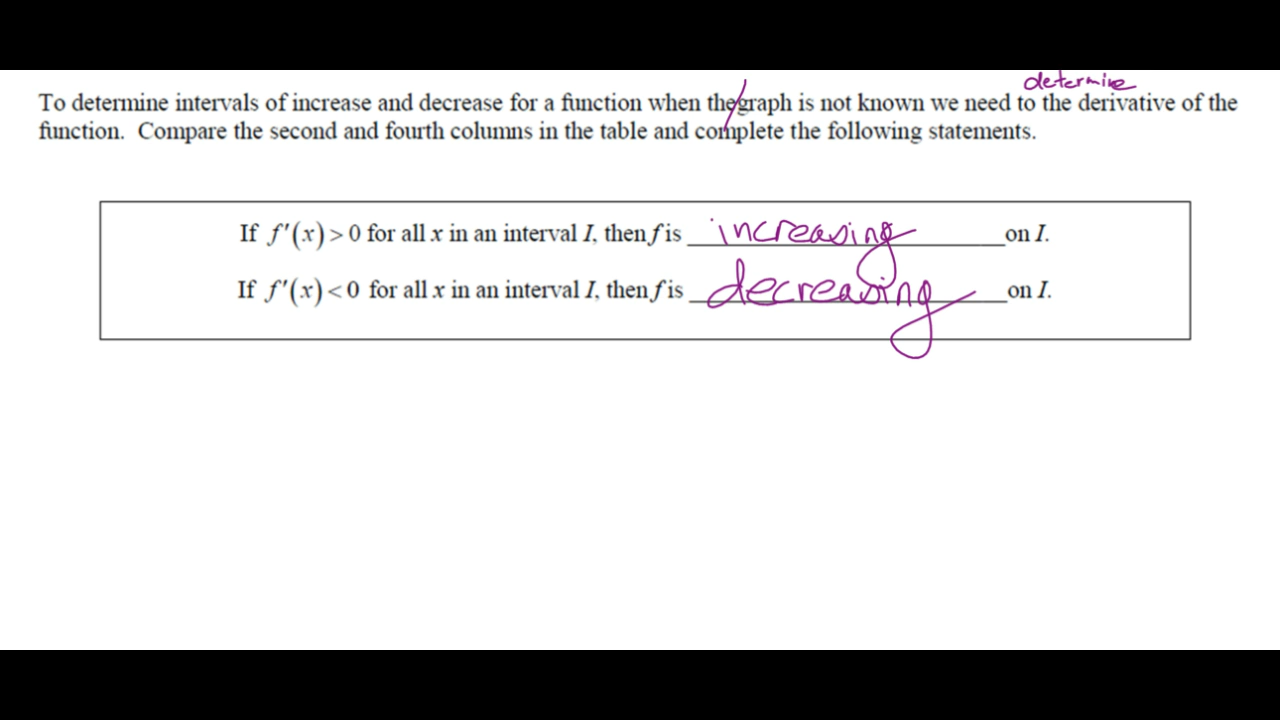 determine
To determine intervals of increase and decrease for a function when the/graph is not known we need to the derivative of the
function. Compare the second and fourth columns in the table and complete the following statements.
If f′(x) > 0 for all x in an interval I, then f is increasing on I.
If f′(x) < 0 for all x in an interval I, then f is decreasing on I.